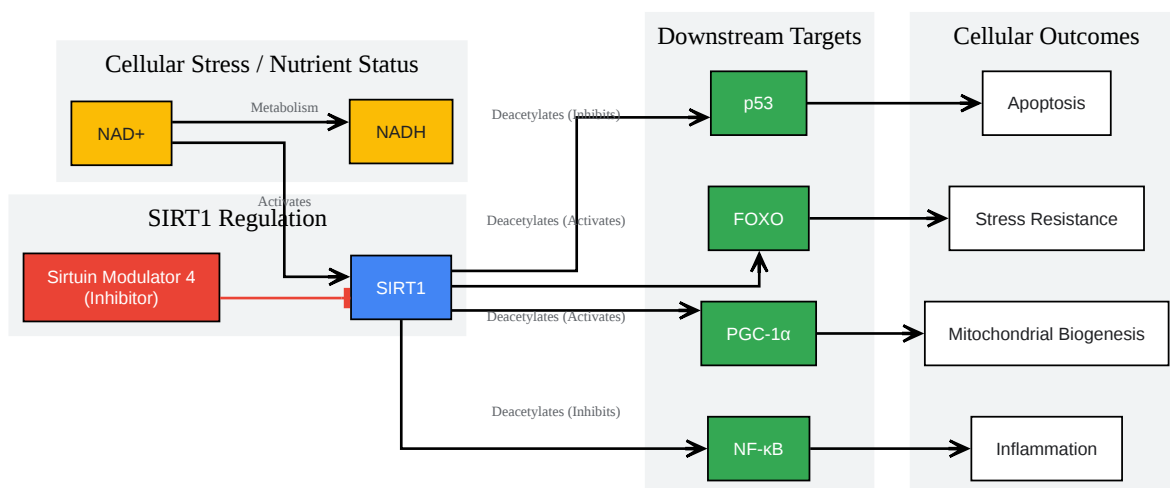 Cellular Stress / Nutrient Status
NAD+
Metabolism
NADH
Activates
SIRT1 Regulation
Sirtuin Modulator 4
(Inhibitor)
SIRT1
Deacetylates (Inhibits)
Deacetylates (Activates)
Deacetylates (Activates)
Deacetylates (Inhibits)
Downstream Targets
p53
FOXO
PGC-1α
NF-κB
Cellular Outcomes
Apoptosis
Stress Resistance
Mitochondrial Biogenesis
Inflammation